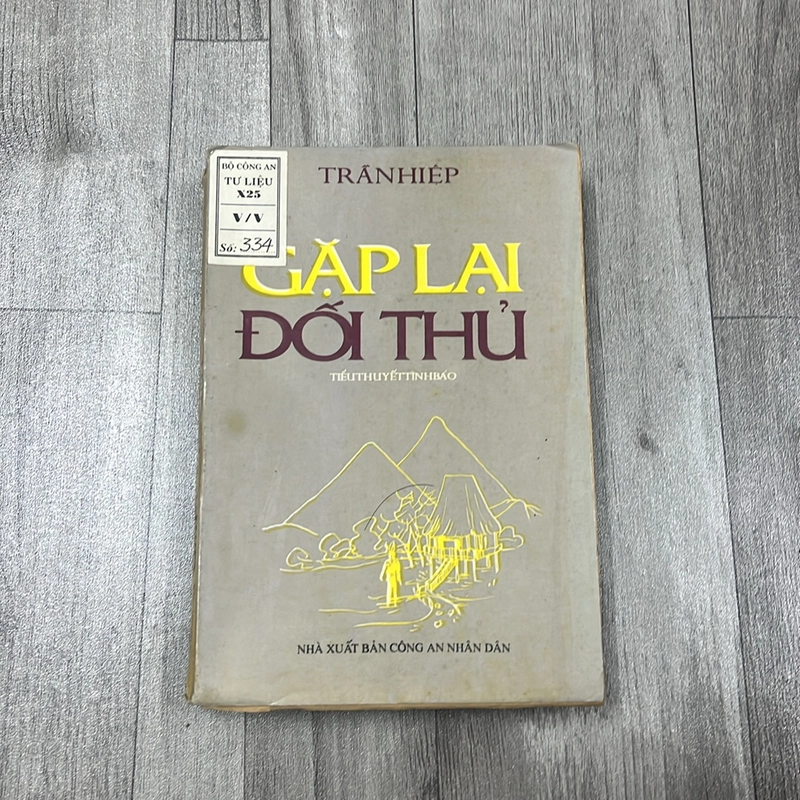 BỘ CÔNG AN
TƯ LIỆU
X25
V/V
Số: 334
TRẦN HIỆP
GẶP LẠI
ĐỐI THỦ
TIỂU THUYẾT TÌNH BÁO
NHÀ XUẤT BẢN CÔNG AN NHÂN DÂN